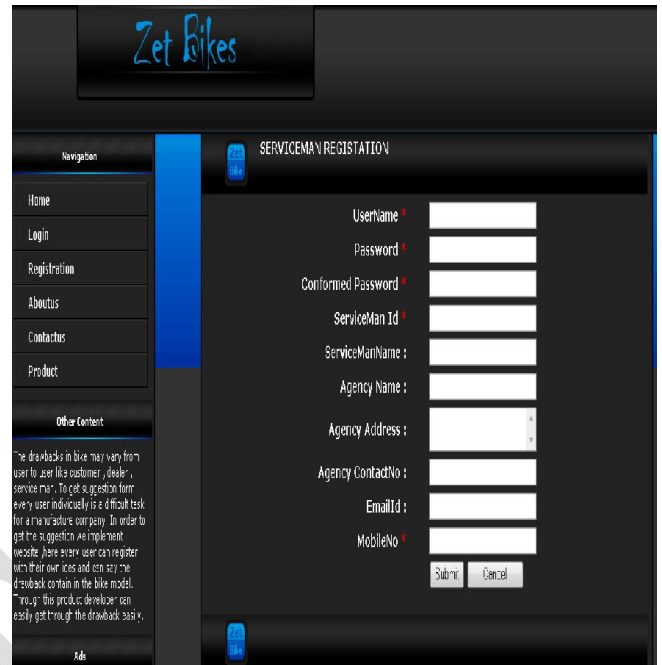 Zet Bikes
Navigation
Home
Login
Registration
Aboutus
Contactus
Product
Other Content
The drawbacks in bike may vary from
user to user like customer , dealer ,
service man. To get suggestion form
every user individually is a difficult task
for a manufacture company. In order to
get the suggestion we implement
website ,here every user can register
with their own ides and can say the
drawback contain in the bike model.
Through this product developer can
easily get through the drawback easily.
Ads
Zet
Bike
SERVICEMAN REGISTATION
UserName *
Password *
Conformed Password *
ServiceMan Id *
ServiceManName :
Agency Name :
Agency Address :
Agency ContactNo :
EmailId :
MobileNo *
Submit Cancel
Zet
Bike